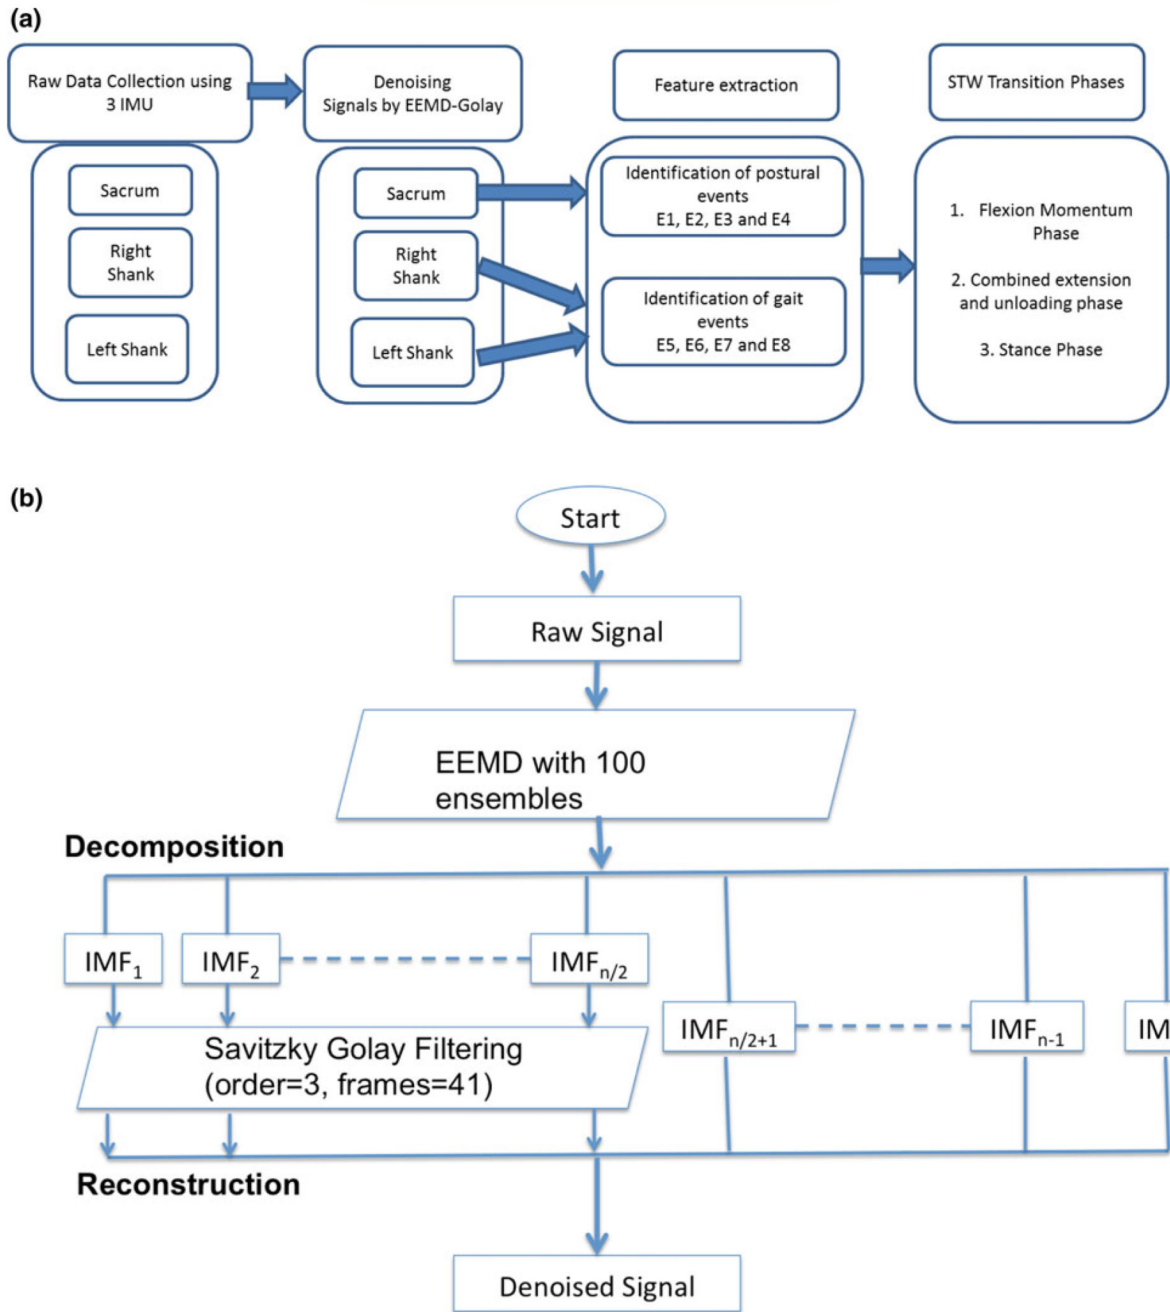 (a)
Raw Data Collection using
3 IMU
Denoising
Signals by EEMD-Golay
Feature extraction
STW Transition Phases
Sacrum
Right
Shank
Left Shank
Sacrum
Right
Shank
Left Shank
Identification of postural
events
E1, E2, E3 and E4
Identification of gait
events
E5, E6, E7 and E8
1. Flexion Momentum
Phase
2. Combined extension
and unloading phase
3. Stance Phase
(b)
Start
Raw Signal
EEMD with 100
ensembles
Decomposition
IMF1
IMF2
IMFn/2
IMFn/2+1
IMFn-1
Savitzky Golay Filtering
(order=3, frames=41)
Reconstruction
Denoised Signal